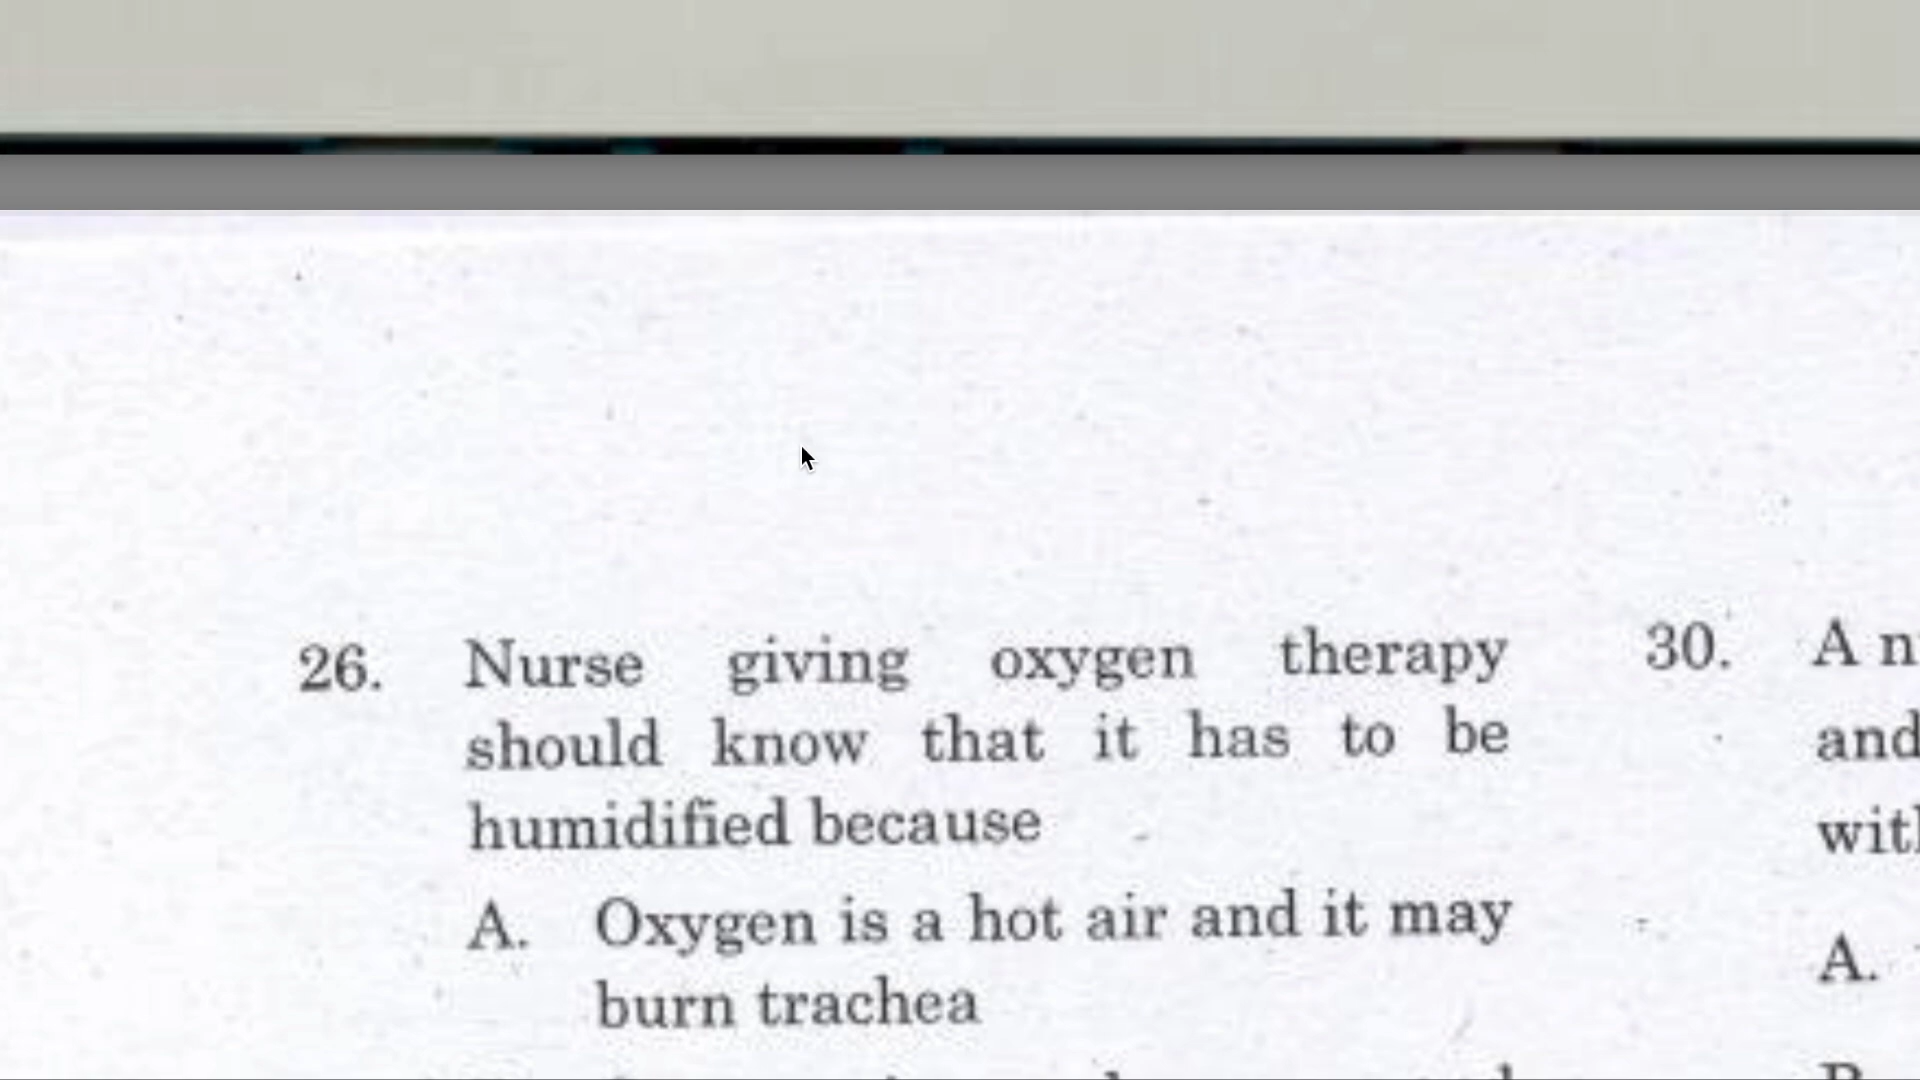 26. Nurse giving oxygen therapy
should know that it has to be
humidified because
A. Oxygen is a hot air and it may
burn trachea
30. A
and
A.